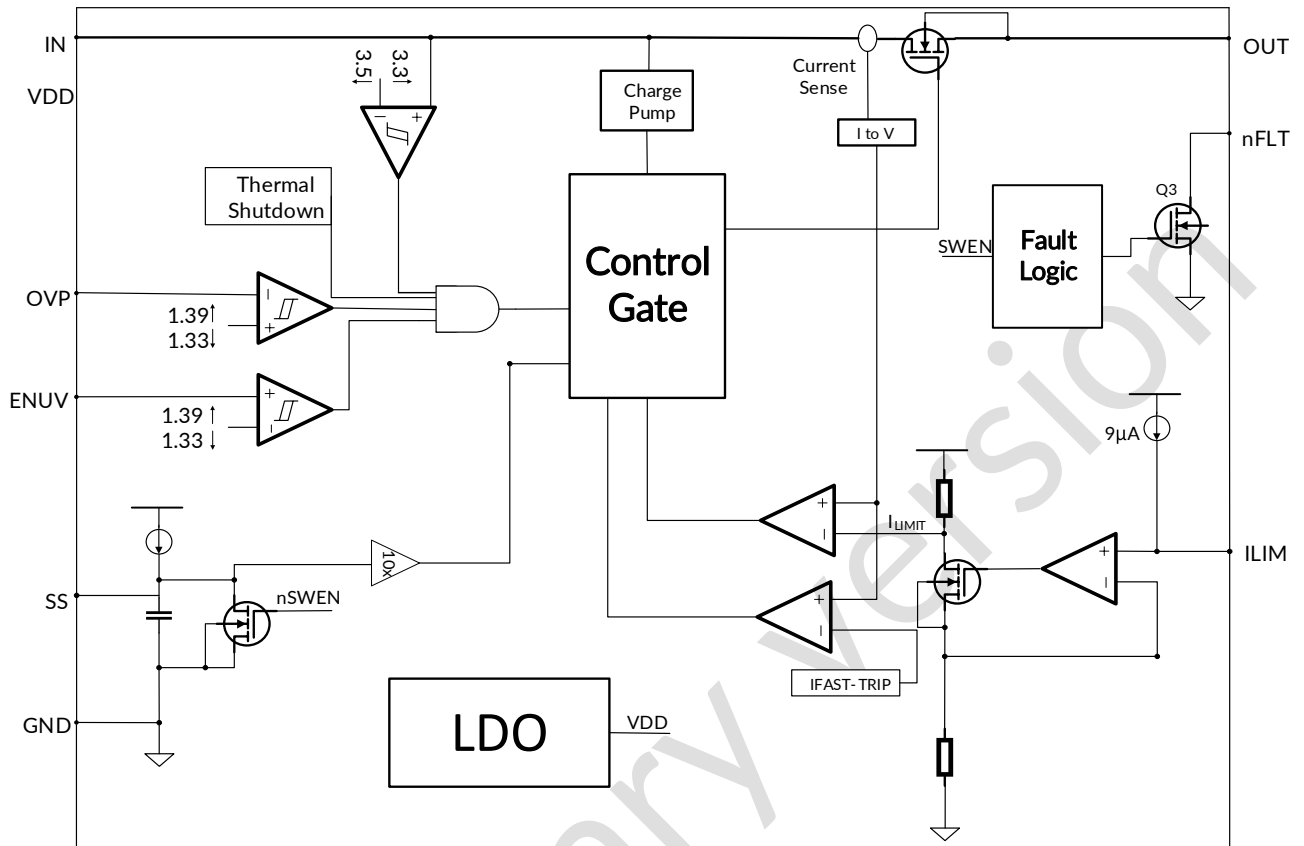 IN
OUT
VDD
3.5↓
3.3↑
Current
Sense
Charge
Pump
I to V
nFLT
Thermal
Shutdown
Q3
Control
Gate
SWEN
Fault
Logic
OVP
1.39↑
1.33↓
ENUV
1.39↑
1.33↓
9µA
ILIMIT
ILIM
10x
SS
nSWEN
IFAST-TRIP
GND
LDO
VDD
− +
−
+
+
−
+
−
+
−
+
−
ary version